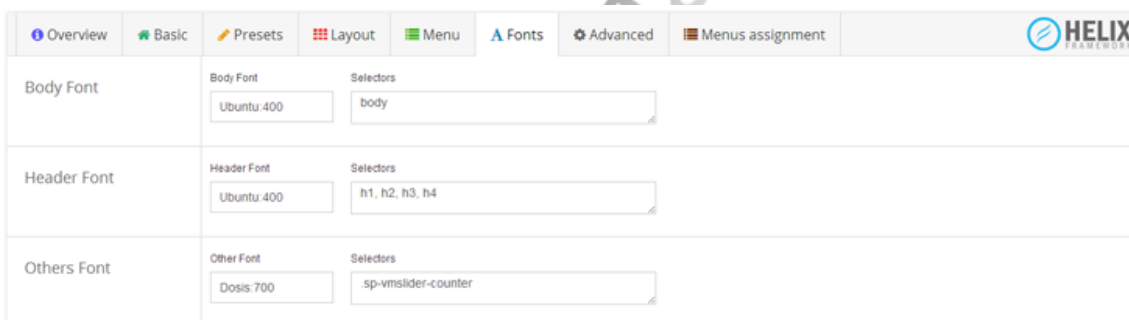 Overview Basic Presets Layout Menu A Fonts Advanced Menus assignment HELIX
FRAMEWORK
Body Font Selectors
Body Font
Ubuntu:400 body
Header Font Selectors
Header Font
Ubuntu:400 h1, h2, h3, h4
Other Font Selectors
Others Font
Dosis:700 .sp-vmslider-counter